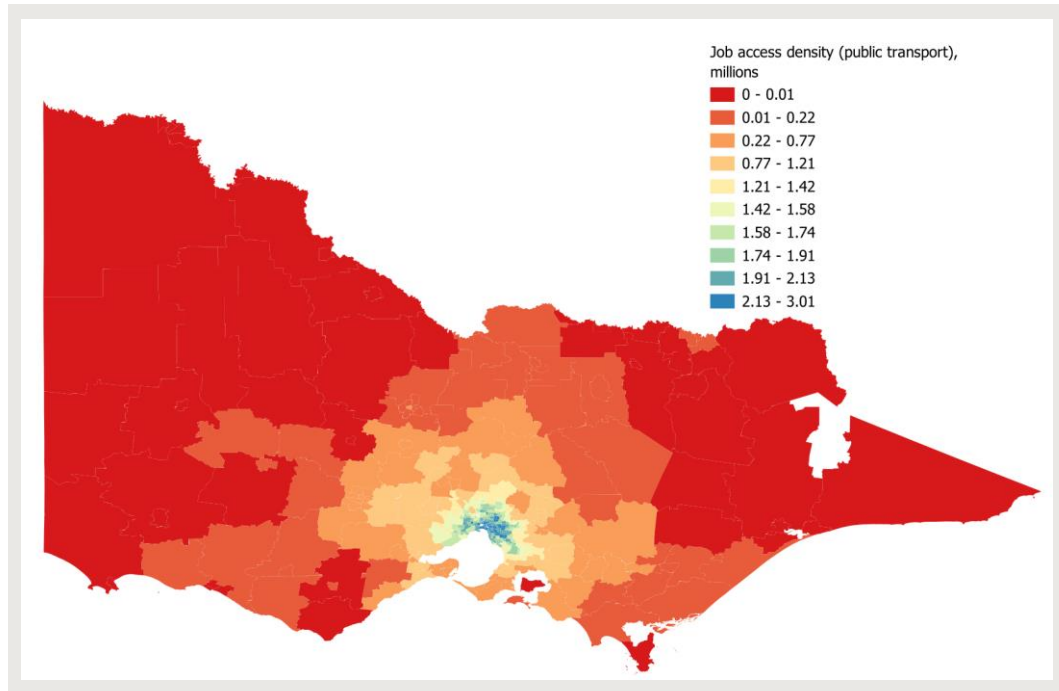 Job access density (public transport),
millions
0 - 0.01
0.01 - 0.22
0.22 - 0.77
0.77 - 1.21
1.21 - 1.42
1.42 - 1.58
1.58 - 1.74
1.74 - 1.91
1.91 - 2.13
2.13 - 3.01